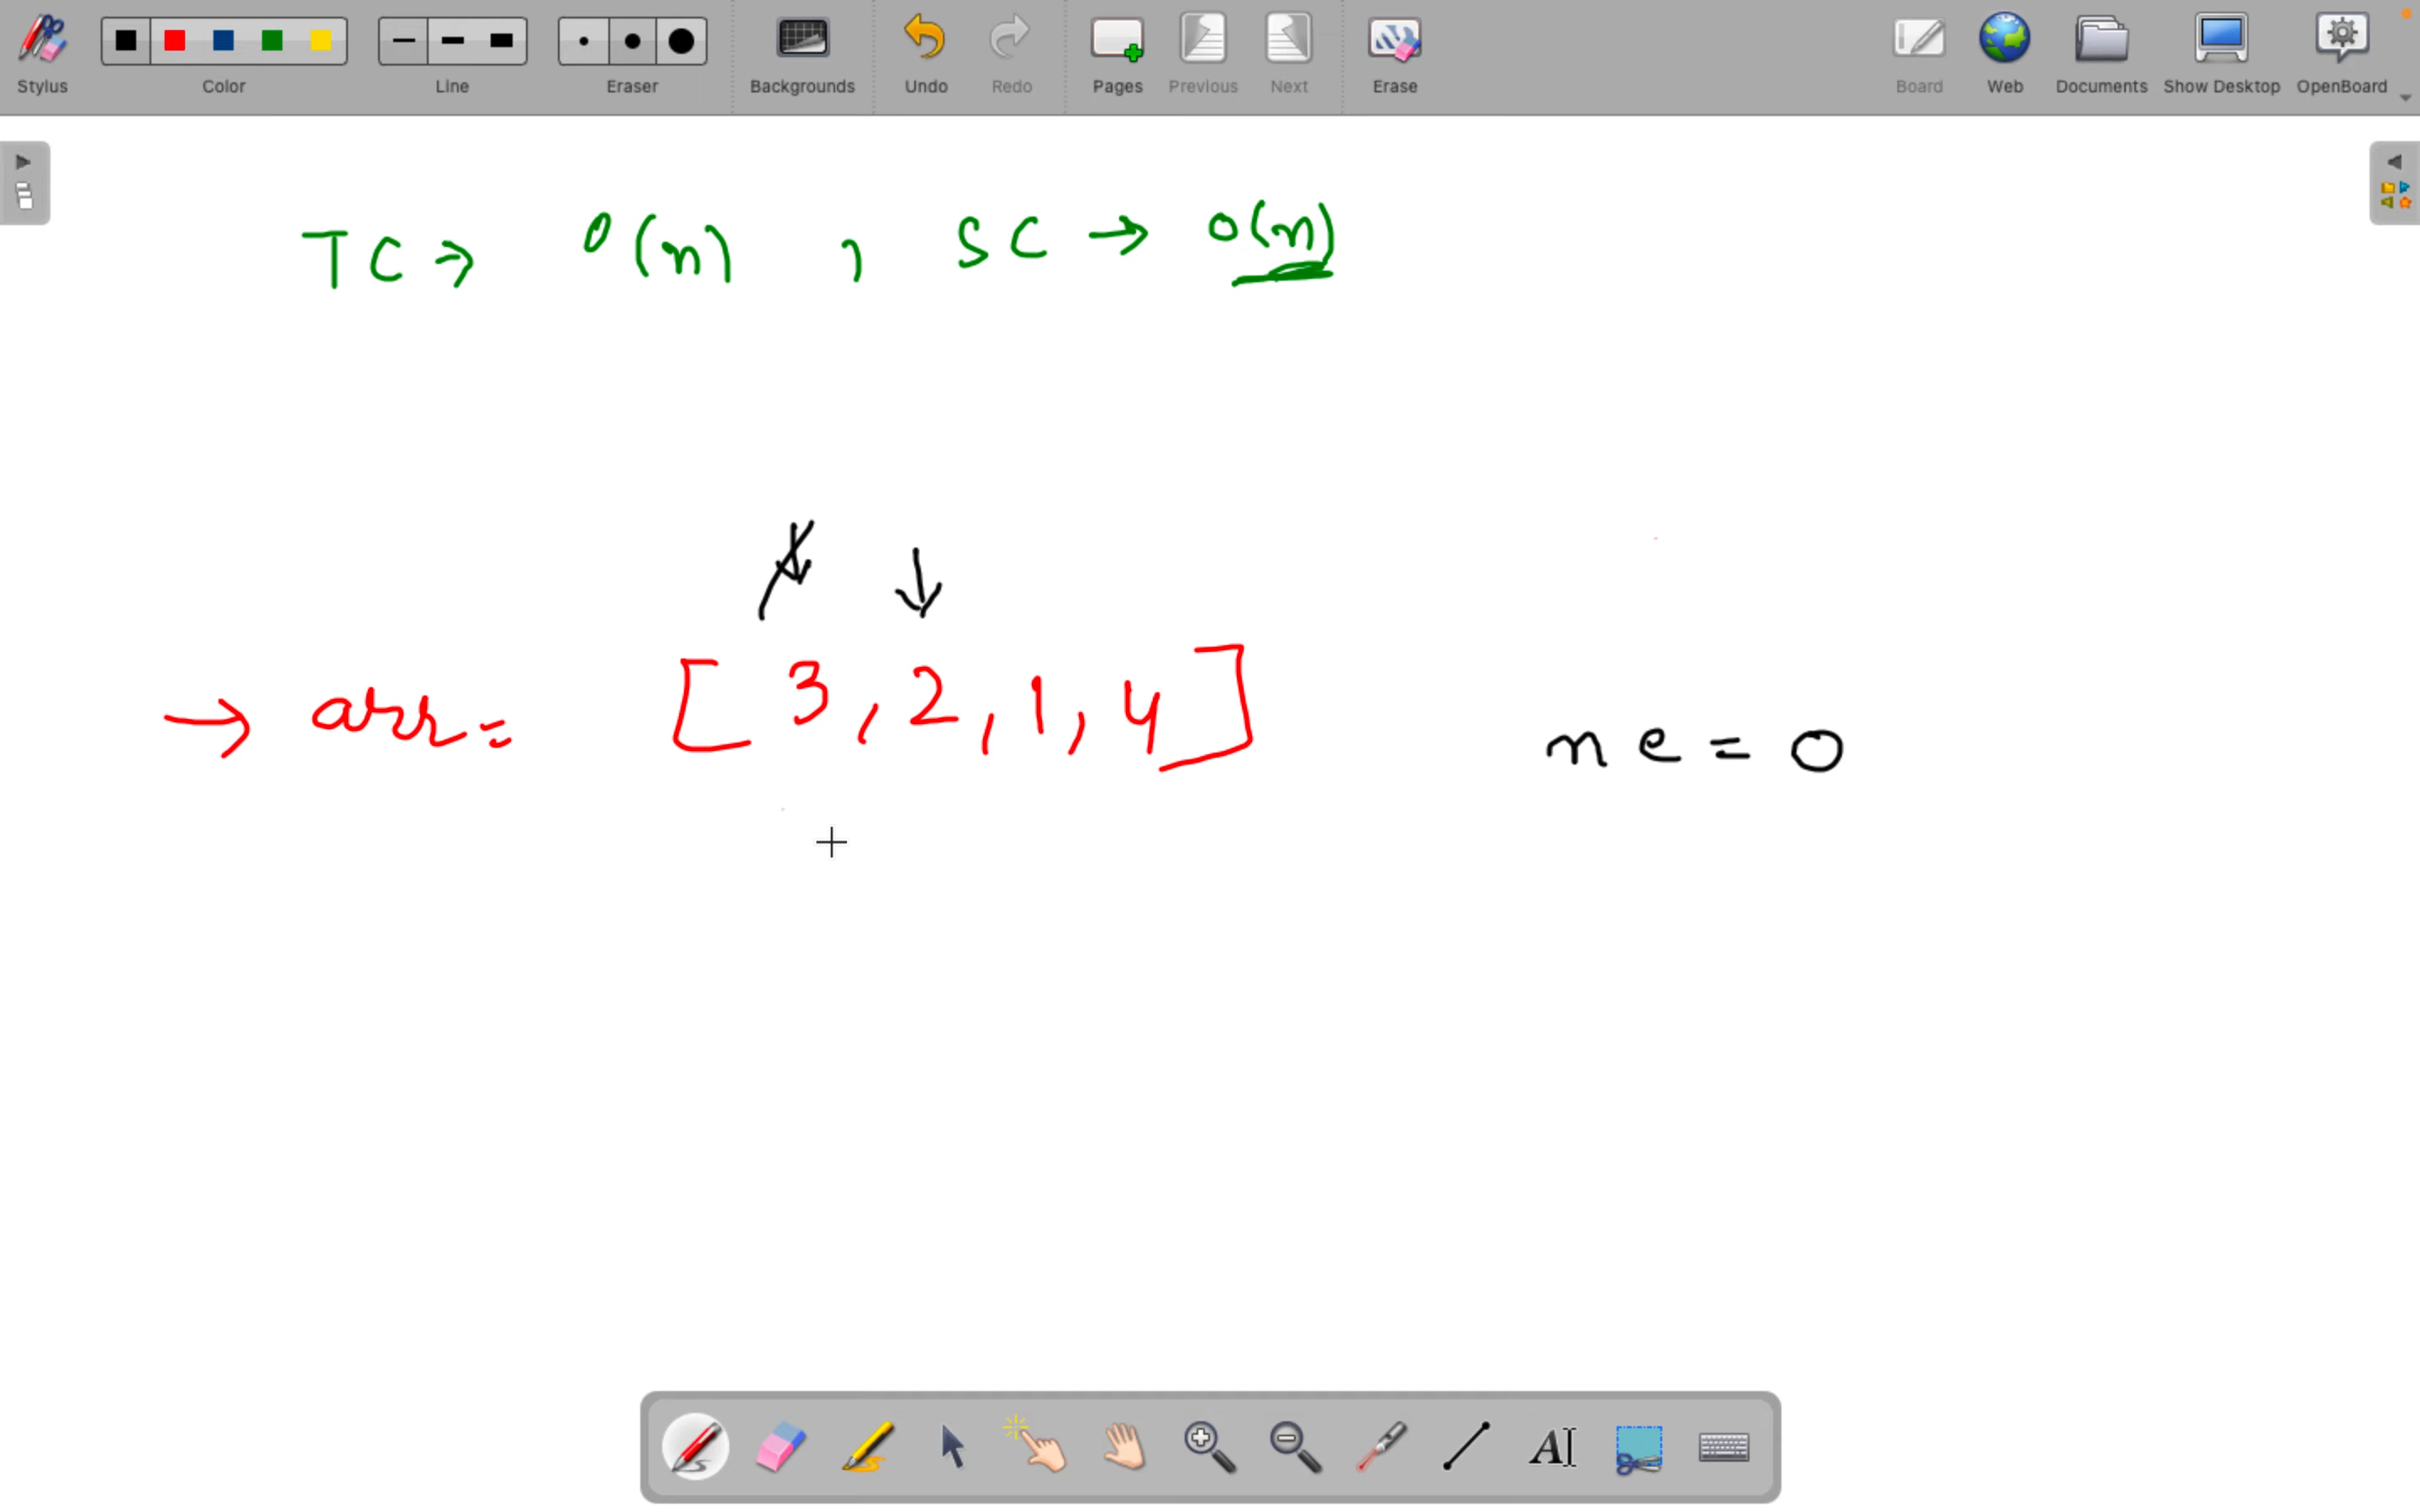 Stylus Color Line Eraser Backgrounds Undo Redo Pages Previous Next Erase Board Web Documents Show Desktop OpenBoard
TC → O(n) , SC → O(n)
→ arr = [ 3 , 2 , 1 , 4 ]
me = 0